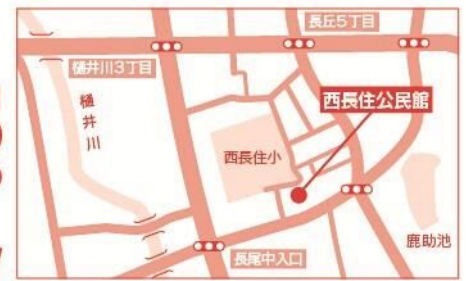 長丘5丁目
樋井川3丁目
樋井川
西長住公民館
西長住小
鹿助池
長尾中入口